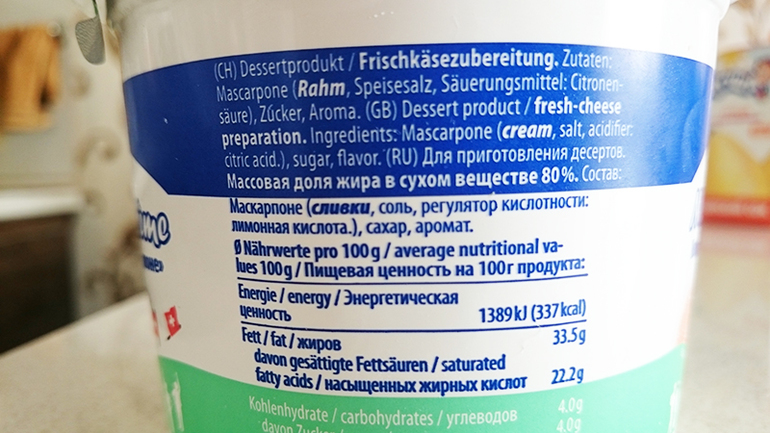 (CH) Dessertprodukt / Frischkäsezubereitung. Zutaten:
Mascarpone (Rahm, Speisesalz, Säuerungsmittel: Citronen-
säure), Zucker, Aroma. (GB) Dessert product / fresh-cheese
preparation. Ingredients: Mascarpone (cream, salt, acidifier:
citric acid.), sugar, flavor. (RU) Для приготовления десертов.
Массовая доля жира в сухом веществе 80%. Состав:
Маскарпоне (сливки, соль, регулятор кислотности:
лимонная кислота.), сахар, аромат.
Ø Nährwerte pro 100 g / average nutritional va-
lues 100 g / Пищевая ценность на 100г продукта:
Energie / energy / Энергетическая
ценность 1389 kJ (337 kcal)
Fett / fat / жиров 33.5g
davon gesättigte Fettsäuren / saturated
fatty acids / насыщенных жирных кислот 22.2g
Kohlenhydrate / carbohydrates / углеводов 4.0g
davon Zucker 4.0g